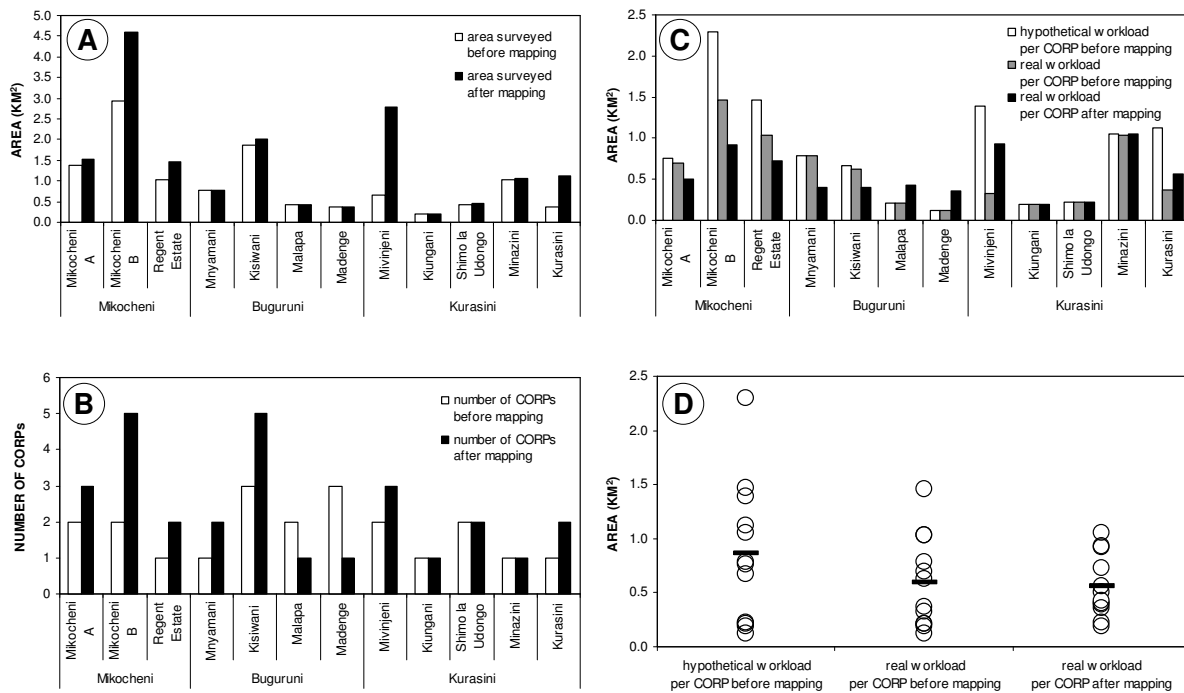 A
5.0
4.5
4.0
3.5
3.0
2.5
2.0
1.5
1.0
0.5
0.0
AREA (KM²)
area surveyed
before mapping
area surveyed
after mapping
Mikocheni
A
Mikocheni
B
Regent
Estate
Mnyamani
Kisiwani
Malapa
Madenge
Mivinjeni
Kiungani
Shimo la
Udongo
Minazini
Kurasini
Mikocheni
Buguruni
Kurasini
C
2.5
2.0
1.5
1.0
0.5
0.0
AREA (KM²)
hypothetical workload
per CORP before mapping
real workload
per CORP before mapping
real workload
per CORP after mapping
Mikocheni
A
Mikocheni
B
Regent
Estate
Mnyamani
Kisiwani
Malapa
Madenge
Mivinjeni
Kiungani
Shimo la
Udongo
Minazini
Kurasini
Mikocheni
Buguruni
Kurasini
B
6
5
4
3
2
1
0
NUMBER OF CORPs
number of CORPs
before mapping
number of CORPs
after mapping
Mikocheni
A
Mikocheni
B
Regent
Estate
Mnyamani
Kisiwani
Malapa
Madenge
Mivinjeni
Kiungani
Shimo la
Udongo
Minazini
Kurasini
Mikocheni
Buguruni
Kurasini
D
2.5
2.0
1.5
1.0
0.5
0.0
AREA (KM²)
hypothetical workload
per CORP before mapping
real workload
per CORP before mapping
real workload
per CORP after mapping